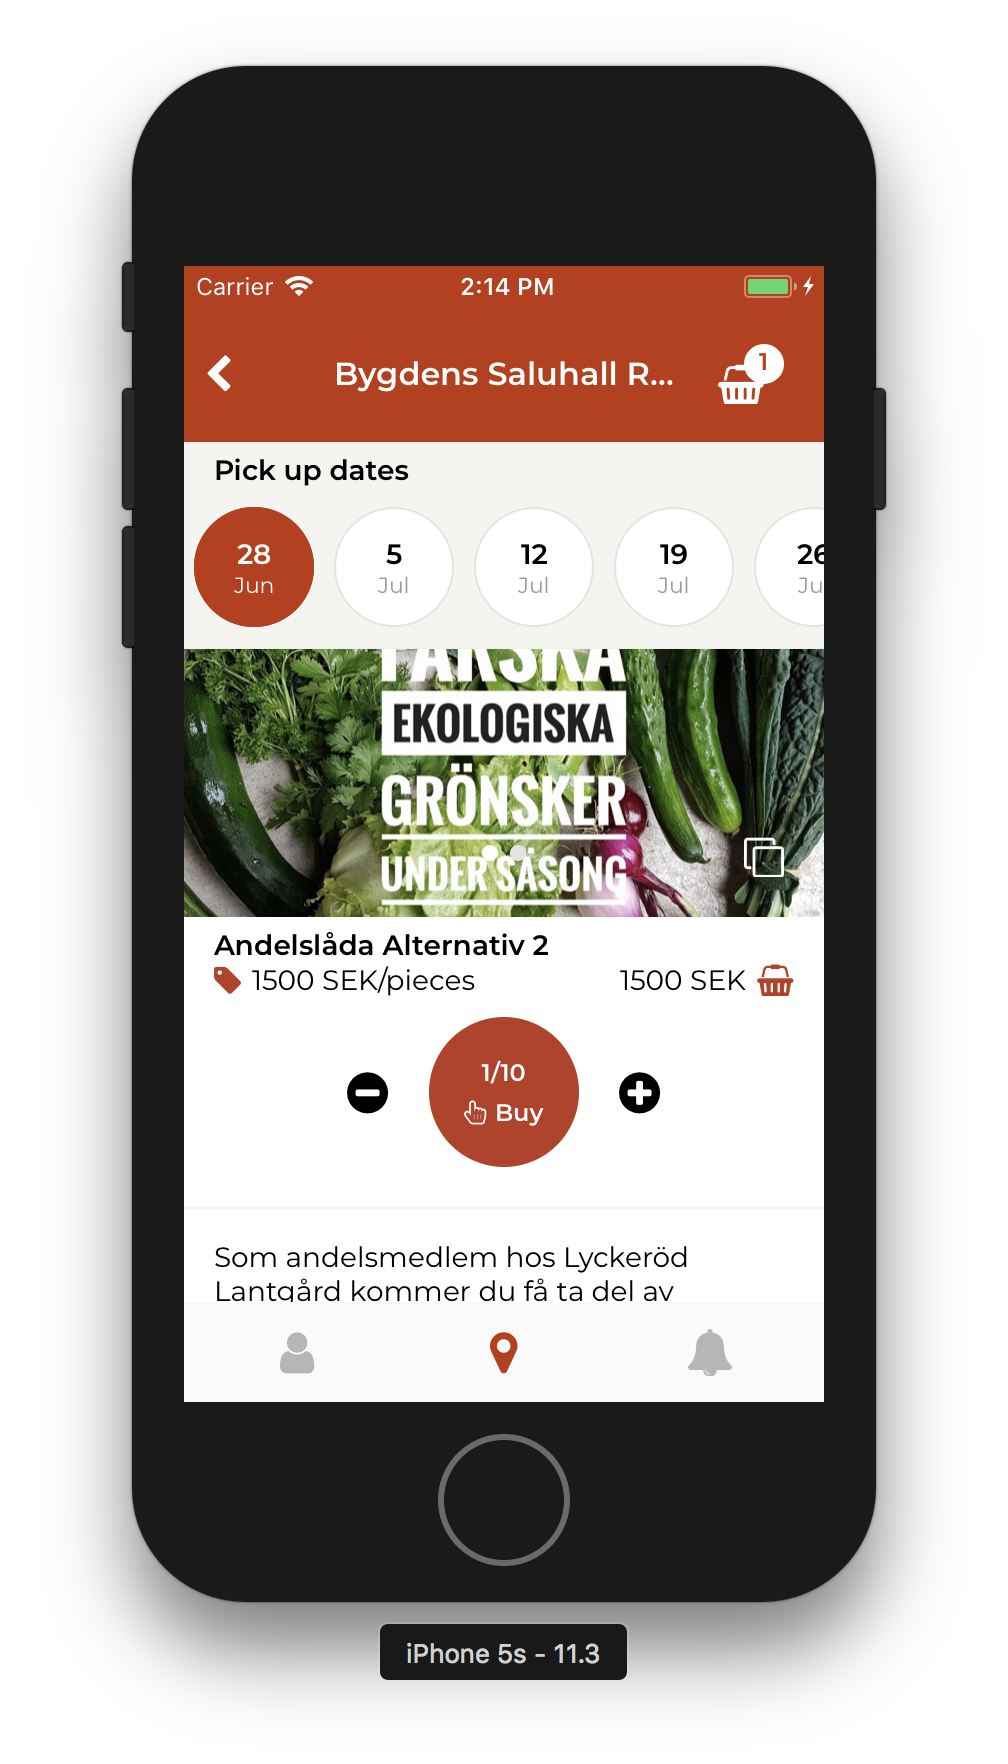 Carrier
2:14 PM
Bygdens Saluhall R...
1
Pick up dates
28
Jun
5
Jul
12
Jul
19
Jul
26
Ju
FÄRSKA
EKOLOGISKA
GRÖNSKER
UNDER SÄSONG
Andelslåda Alternativ 2
1500 SEK/pieces
1500 SEK
1/10
Buy
Som andelsmedlem hos Lyckeröd
Lantgård kommer du få ta del av
iPhone 5s - 11.3